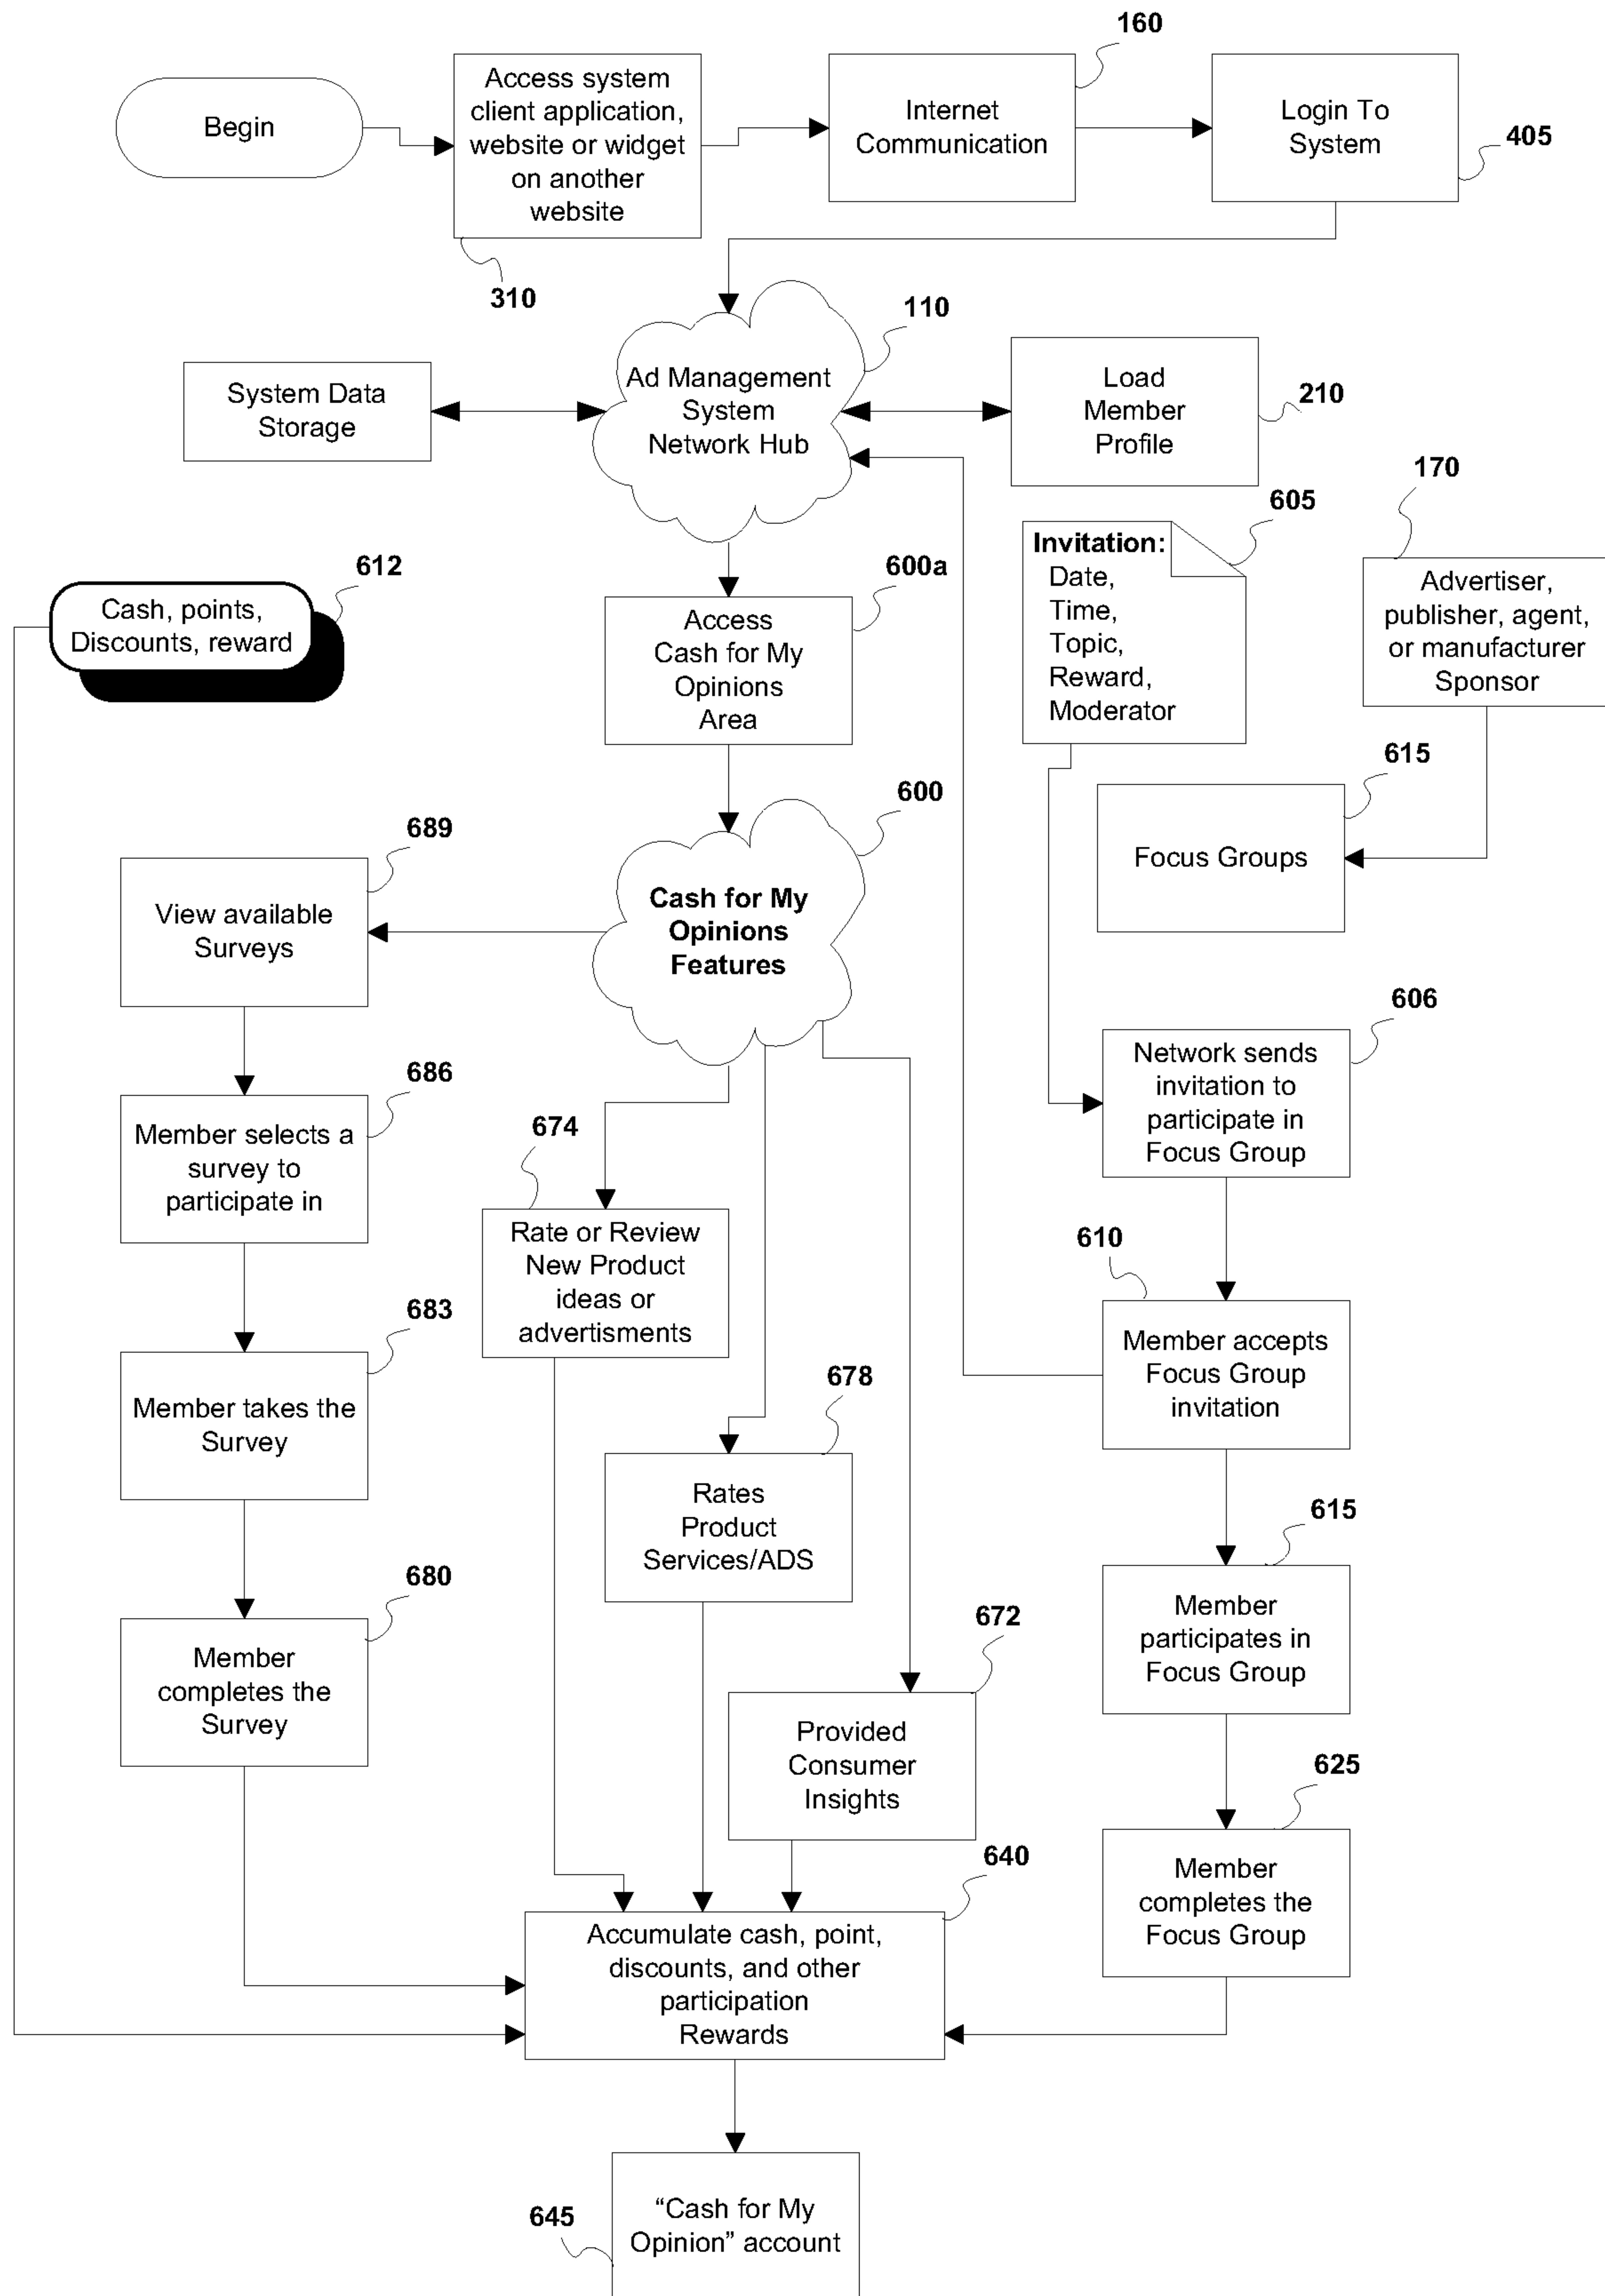 160
Begin
Access system
client application,
website or widget
on another
website
Internet
Communication
Login To
System
405
310
110
System Data
Storage
Ad Management
System
Network Hub
Load
Member
Profile
210
170
605
612
Cash, points,
Discounts, reward
600a
Access
Cash for My
Opinions
Area
Invitation:
Date,
Time,
Topic,
Reward,
Moderator
Advertiser,
publisher, agent,
or manufacturer
Sponsor
615
Focus Groups
600
Cash for My
Opinions
Features
689
View available
Surveys
606
Network sends
invitation to
participate in
Focus Group
686
Member selects a
survey to
participate in
674
Rate or Review
New Product
ideas or
advertisments
610
Member accepts
Focus Group
invitation
683
Member takes the
Survey
678
Rates
Product
Services/ADS
615
Member
participates in
Focus Group
680
Member
completes the
Survey
672
Provided
Consumer
Insights
625
Member
completes the
Focus Group
640
Accumulate cash, point,
discounts, and other
participation
Rewards
645
“Cash for My
Opinion” account